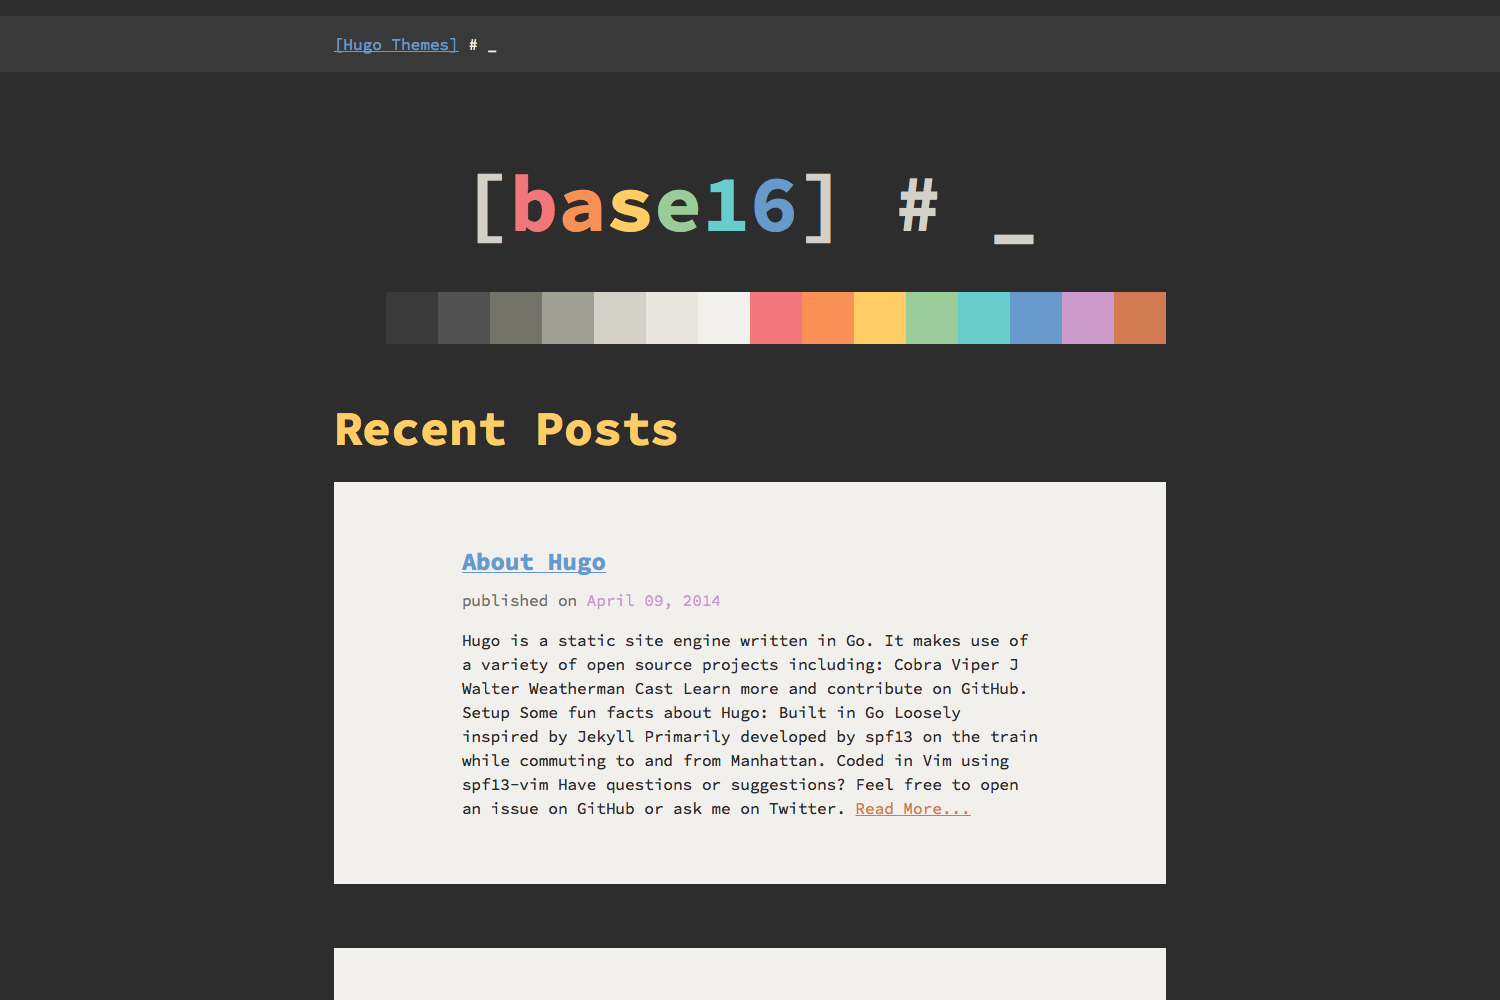 [Hugo Themes] # _
[base16] # _
Recent Posts
About Hugo
published on April 09, 2014
Hugo is a static site engine written in Go. It makes use of
a variety of open source projects including: Cobra Viper J
Walter Weatherman Cast Learn more and contribute on GitHub.
Setup Some fun facts about Hugo: Built in Go Loosely
inspired by Jekyll Primarily developed by spf13 on the train
while commuting to and from Manhattan. Coded in Vim using
spf13-vim Have questions or suggestions? Feel free to open
an issue on GitHub or ask me on Twitter. Read More...